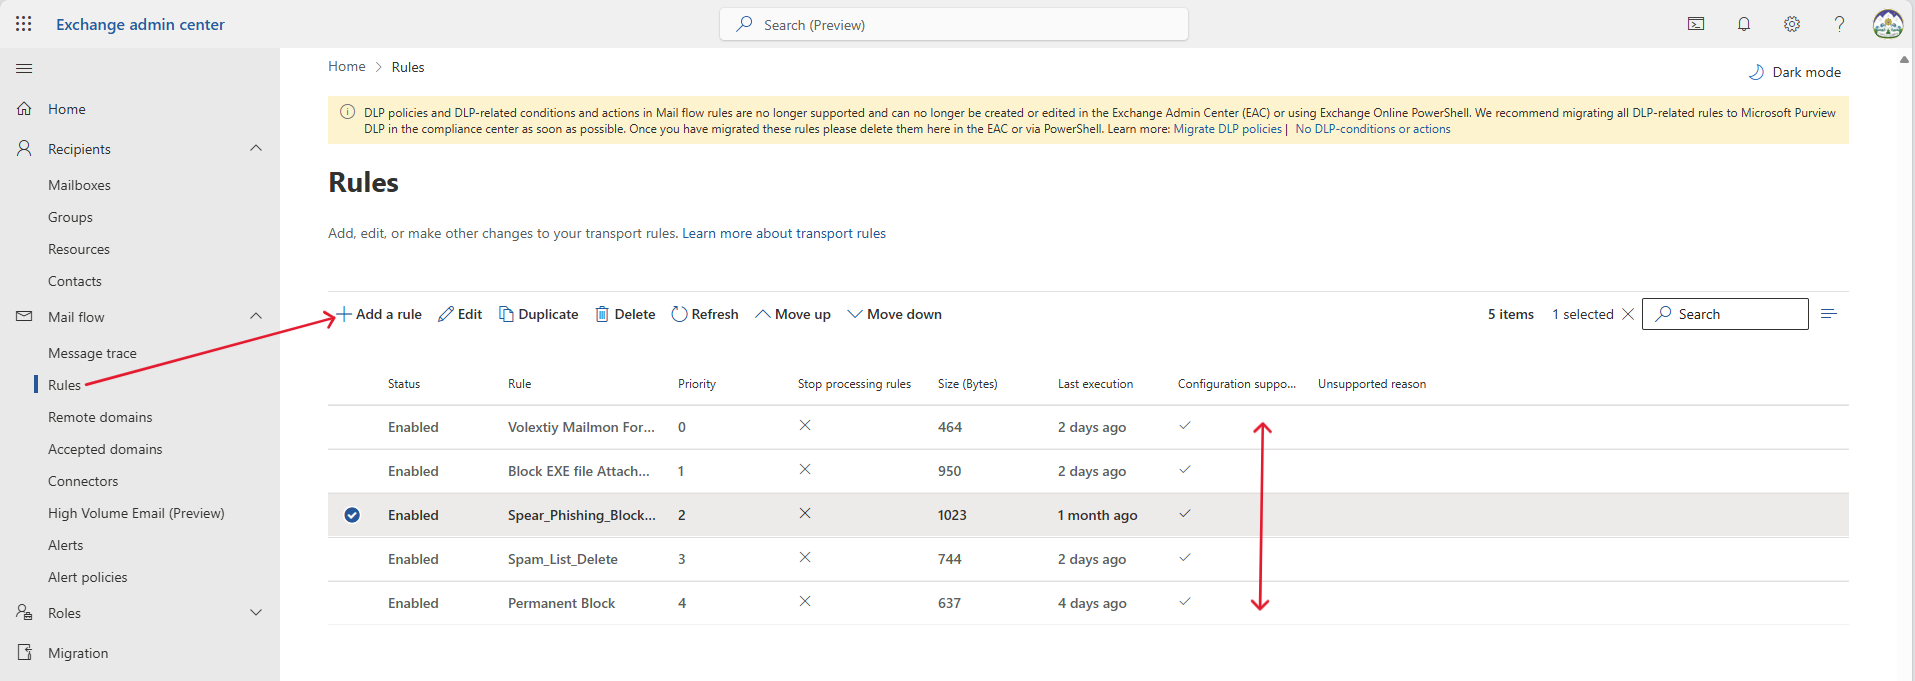 Exchange admin center
Search (Preview)
Home
Recipients
Mailboxes
Groups
Resources
Contacts
Mail flow
Message trace
Rules
Remote domains
Accepted domains
Connectors
High Volume Email (Preview)
Alerts
Alert policies
Roles
Migration
Home > Rules
Dark mode
DLP policies and DLP-related conditions and actions in Mail flow rules are no longer supported and can no longer be created or edited in the Exchange Admin Center (EAC) or using Exchange Online PowerShell. We recommend migrating all DLP-related rules to Microsoft Purview
DLP in the compliance center as soon as possible. Once you have migrated these rules please delete them here in the EAC or via PowerShell. Learn more: Migrate DLP policies | No DLP-conditions or actions
Rules
Add, edit, or make other changes to your transport rules. Learn more about transport rules
Add a rule Edit Duplicate Delete Refresh Move up Move down 5 items 1 selected Search
Status Rule Priority Stop processing rules Size (Bytes) Last execution Configuration suppo... Unsupported reason
Enabled Volextiy Mailmon For... 0 464 2 days ago
Enabled Block EXE file Attach... 1 950 2 days ago
Enabled Spear_Phishing_Block... 2 1023 1 month ago
Enabled Spam_List_Delete 3 744 2 days ago
Enabled Permanent Block 4 637 4 days ago